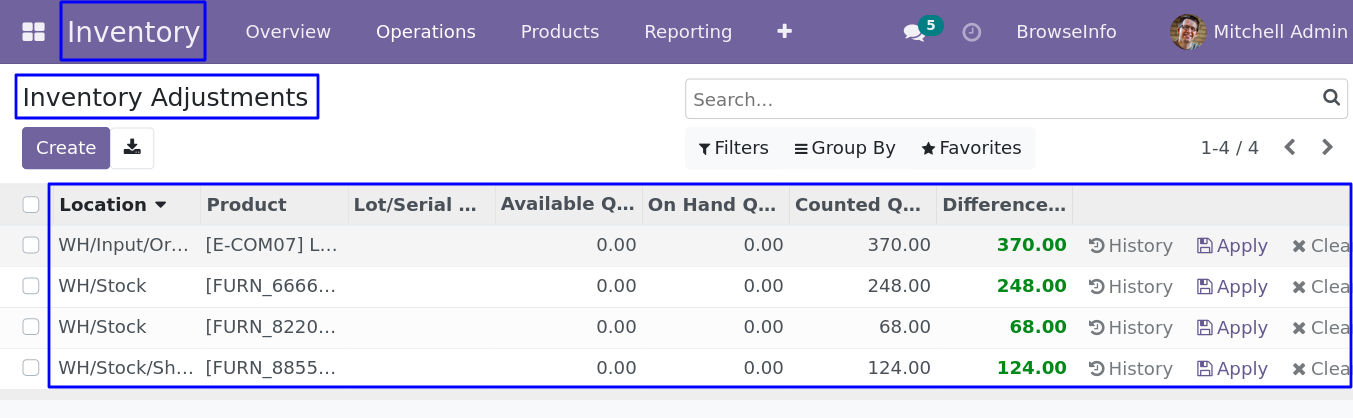 Inventory Overview Operations Products Reporting 5 BrowseInfo Mitchell Admin
Inventory Adjustments
Search...
Create Filters Group By Favorites 1-4 / 4
Location Product Lot/Serial ... Available Q... On Hand Q... Counted Q... Difference...
WH/Input/Or... [E-COM07] L... 0.00 0.00 370.00 370.00 History Apply Clea
WH/Stock [FURN_6666... 0.00 0.00 248.00 248.00 History Apply Clea
WH/Stock [FURN_8220... 0.00 0.00 68.00 68.00 History Apply Clea
WH/Stock/Sh... [FURN_8855... 0.00 0.00 124.00 124.00 History Apply Clea